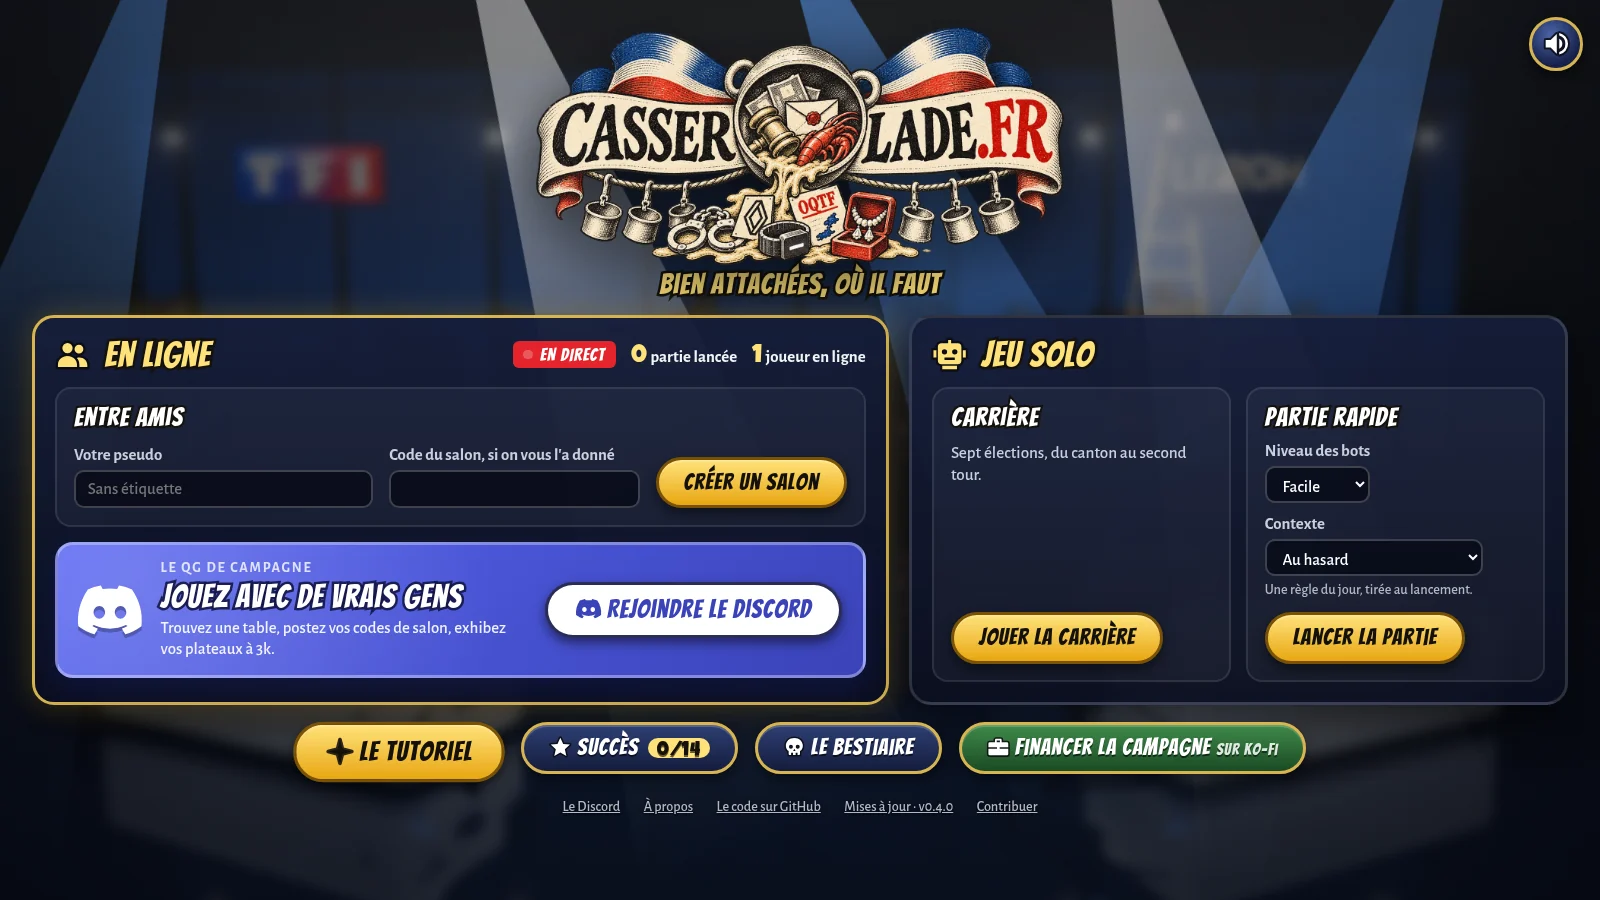 CASSEROLADE.FR
OQTF
BIEN ATTACHÉES, OÙ IL FAUT
TF1
EN LIGNE
EN DIRECT
0 partie lancée
1 joueur en ligne
ENTRE AMIS
Votre pseudo
Code du salon, si on vous l'a donné
Sans étiquette
CRÉER UN SALON
LE QG DE CAMPAGNE
JOUEZ AVEC DE VRAIS GENS
Trouvez une table, postez vos codes de salon, exhibez
vos plateaux à 3k.
REJOINDRE LE DISCORD
JEU SOLO
CARRIÈRE
Sept élections, du canton au second
tour.
JOUER LA CARRIÈRE
PARTIE RAPIDE
Niveau des bots
Facile
Contexte
Au hasard
Une règle du jour, tirée au lancement.
LANCER LA PARTIE
LE TUTORIEL
SUCCÈS 0/14
LE BESTIAIRE
FINANCER LA CAMPAGNE SUR KO-FI
Le Discord
À propos
Le code sur GitHub
Mises à jour · v0.4.0
Contribuer